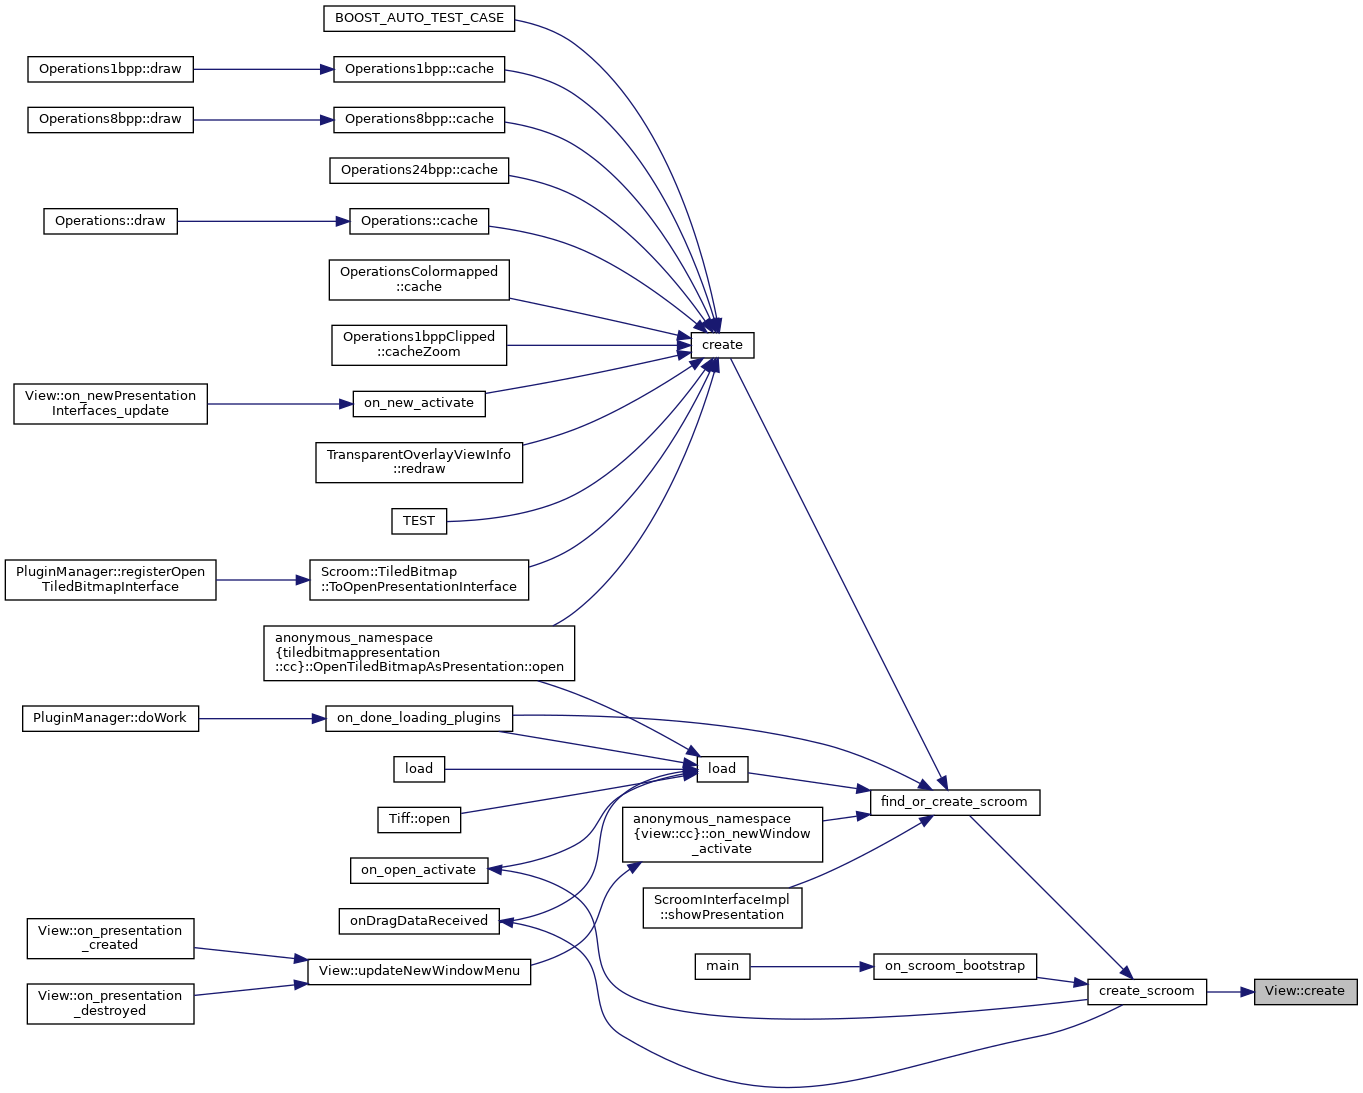 BOOST_AUTO_TEST_CASE
Operations1bpp::draw
Operations1bpp::cache
Operations8bpp::draw
Operations8bpp::cache
Operations24bpp::cache
Operations::draw
Operations::cache
OperationsColormapped
::cache
Operations1bppClipped
::cacheZoom
create
View::on_newPresentation
Interfaces_update
on_new_activate
TransparentOverlayViewInfo
::redraw
TEST
PluginManager::registerOpen
TiledBitmapInterface
Scroom::TiledBitmap
::ToOpenPresentationInterface
anonymous_namespace
{tiledbitmappresentation
::cc}::OpenTiledBitmapAsPresentation::open
PluginManager::doWork
on_done_loading_plugins
load
load
Tiff::open
find_or_create_scroom
anonymous_namespace
{view::cc}::on_newWindow
_activate
on_open_activate
ScroomInterfaceImpl
::showPresentation
onDragDataReceived
View::on_presentation
_created
View::updateNewWindowMenu
View::on_presentation
_destroyed
main
on_scroom_bootstrap
create_scroom
View::create